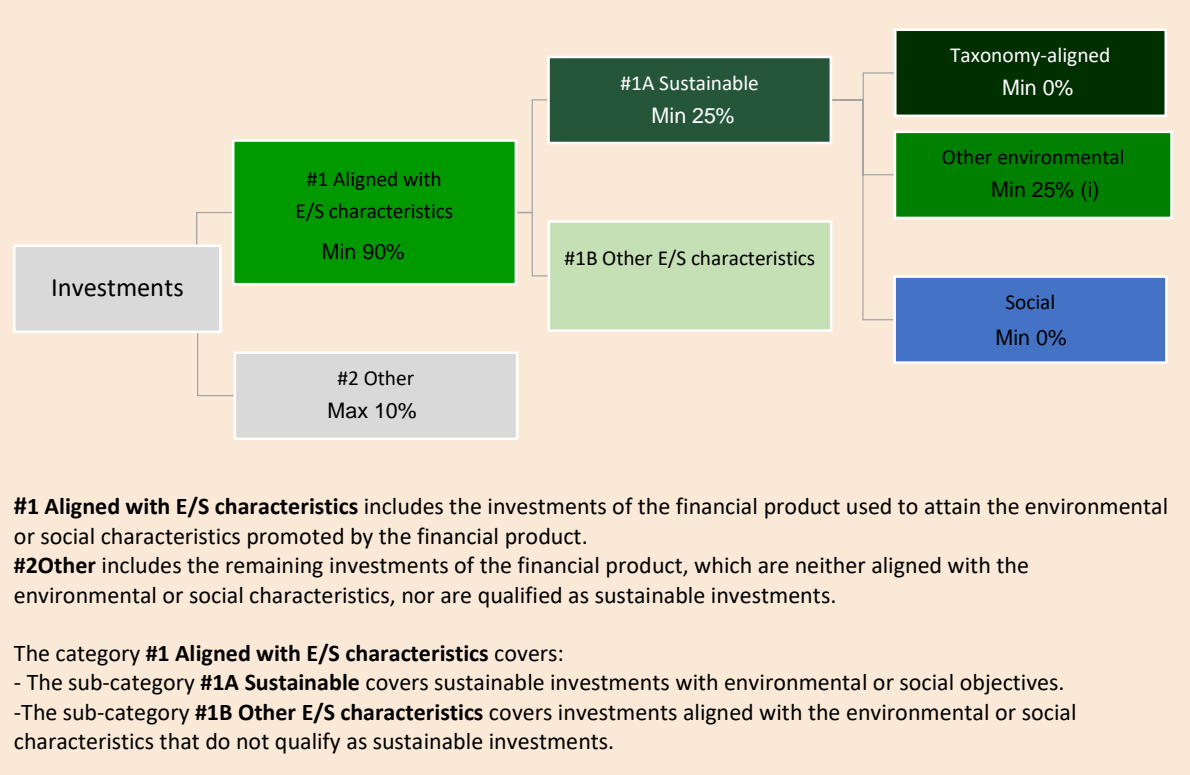 Taxonomy-aligned
Min 0%
#1A Sustainable
Min 25%
Other environmental
Min 25% (i)
#1 Aligned with
E/S characteristics
Min 90%
#1B Other E/S characteristics
Investments
Social
Min 0%
#2 Other
Max 10%
#1 Aligned with E/S characteristics includes the investments of the financial product used to attain the environmental
or social characteristics promoted by the financial product.
#2Other includes the remaining investments of the financial product, which are neither aligned with the
environmental or social characteristics, nor are qualified as sustainable investments.
The category #1 Aligned with E/S characteristics covers:
- The sub-category #1A Sustainable covers sustainable investments with environmental or social objectives.
-The sub-category #1B Other E/S characteristics covers investments aligned with the environmental or social
characteristics that do not qualify as sustainable investments.